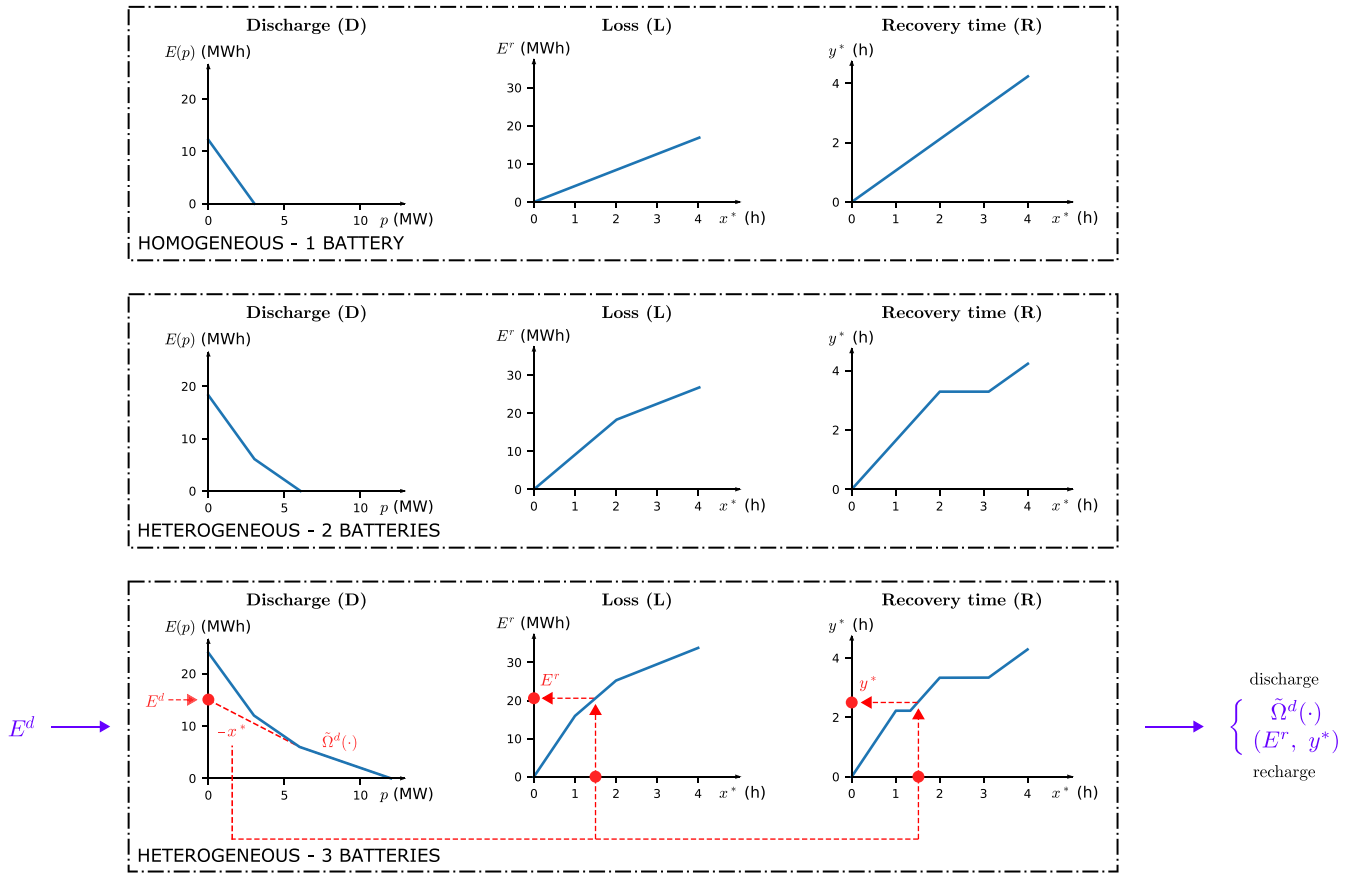 Discharge (D)
Loss (L)
Recovery time (R)
E(p) (MWh)
20
10
0
0
5
10
p (MW)
E^r (MWh)
30
20
10
0
0
1
2
3
4
x* (h)
y* (h)
4
2
0
0
1
2
3
4
x* (h)
HOMOGENEOUS - 1 BATTERY
Discharge (D)
Loss (L)
Recovery time (R)
E(p) (MWh)
20
10
0
0
5
10
p (MW)
E^r (MWh)
30
20
10
0
0
1
2
3
4
x* (h)
y* (h)
4
2
0
0
1
2
3
4
x* (h)
HETEROGENEOUS - 2 BATTERIES
E^d
Discharge (D)
Loss (L)
Recovery time (R)
E(p) (MWh)
20
10
0
E^d
-x*
Ω̃^d(·)
0
5
10
p (MW)
E^r (MWh)
30
20
10
0
E^r
0
1
2
3
4
x* (h)
y* (h)
4
2
0
y*
0
1
2
3
4
x* (h)
HETEROGENEOUS - 3 BATTERIES
discharge
{ Ω̃^d(·)
(E^r, y*)
recharge